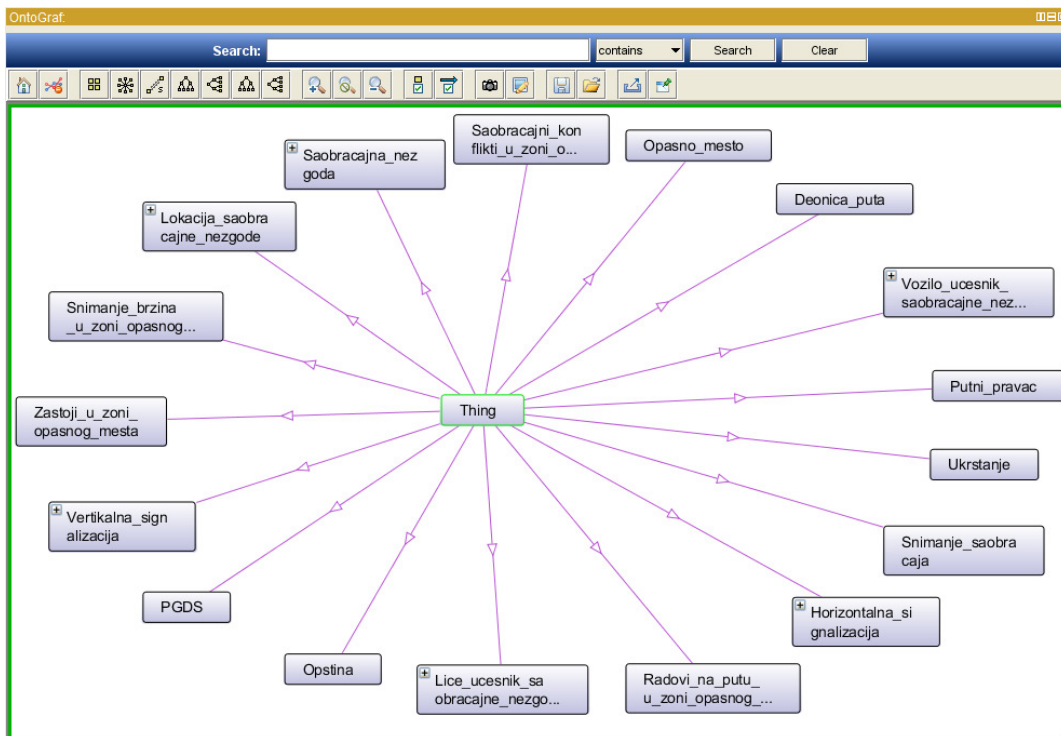 OntoGraf:
Search:
contains
Search
Clear
Saobracajni_kon
flikti_u_zoni_o...
Opasno_mesto
Saobracajna_nez
goda
Deonica_puta
Lokacija_saobra
cajne_nezgode
Vozilo_ucesnik_
saobracajne_nez...
Snimanje_brzina
_u_zoni_opasnog...
Putni_pravac
Thing
Zastoji_u_zoni_
opasnog_mesta
Ukrstanje
Vertikalna_sign
alizacija
Snimanje_saobra
caja
PGDS
Horizontalna_si
gnalizacija
Opstina
Lice_ucesnik_sa
obracajne_nezgo...
Radovi_na_putu_
u_zoni_opasnog_...